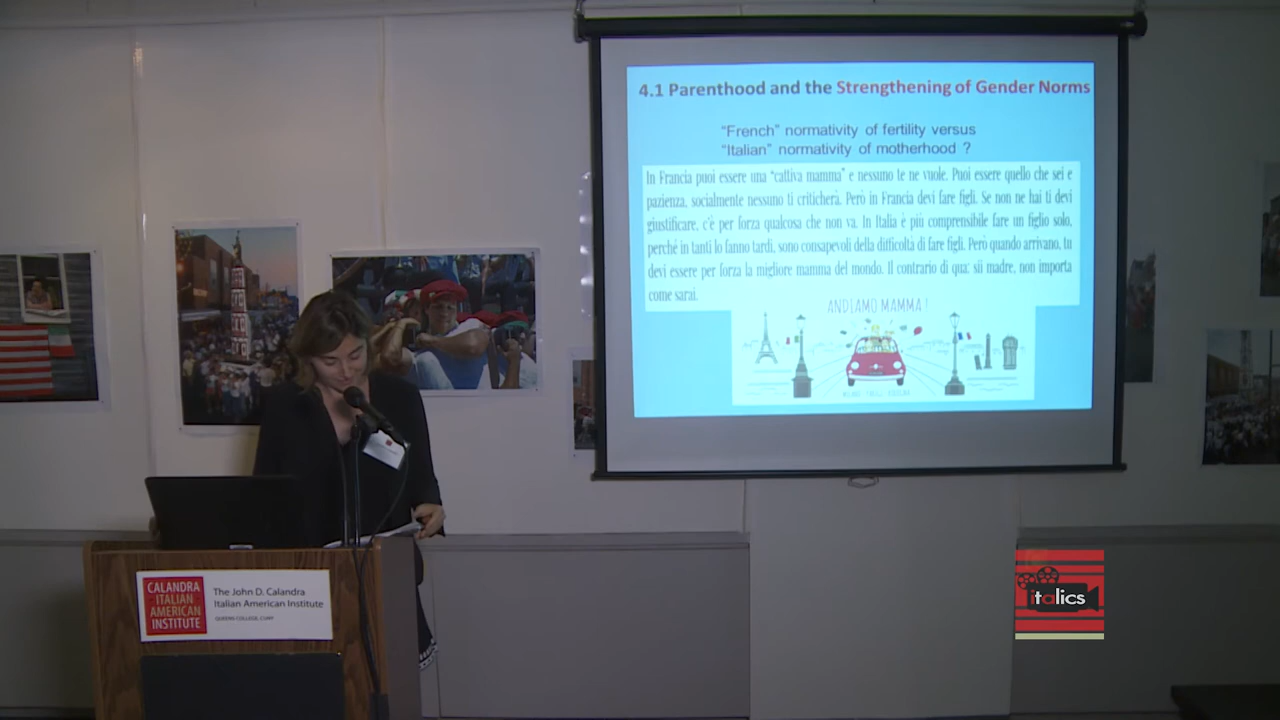 4.1 Parenthood and the Strengthening of Gender Norms
“French” normativity of fertility versus
“Italian” normativity of motherhood ?
In Francia puoi essere una “cattiva mamma” e nessuno te ne vuole. Puoi essere quello che sei e
pazienza, socialmente nessuno ti criticherà. Però in Francia devi fare figli. Se non ne hai ti devi
giustificare, c'è per forza qualcosa che non va. In Italia è più comprensibile fare un figlio solo,
perché in tanti lo fanno tardi, sono consapevoli della difficoltà di fare figli. Però quando arrivano, tu
devi essere per forza la migliore mamma del mondo. Il contrario di qua: sii madre, non importa
come sarai.
ANDIAMO MAMMA!
CALANDRA
ITALIAN
AMERICAN
INSTITUTE
The John D. Calandra
Italian American Institute
QUEENS COLLEGE, CUNY
italics